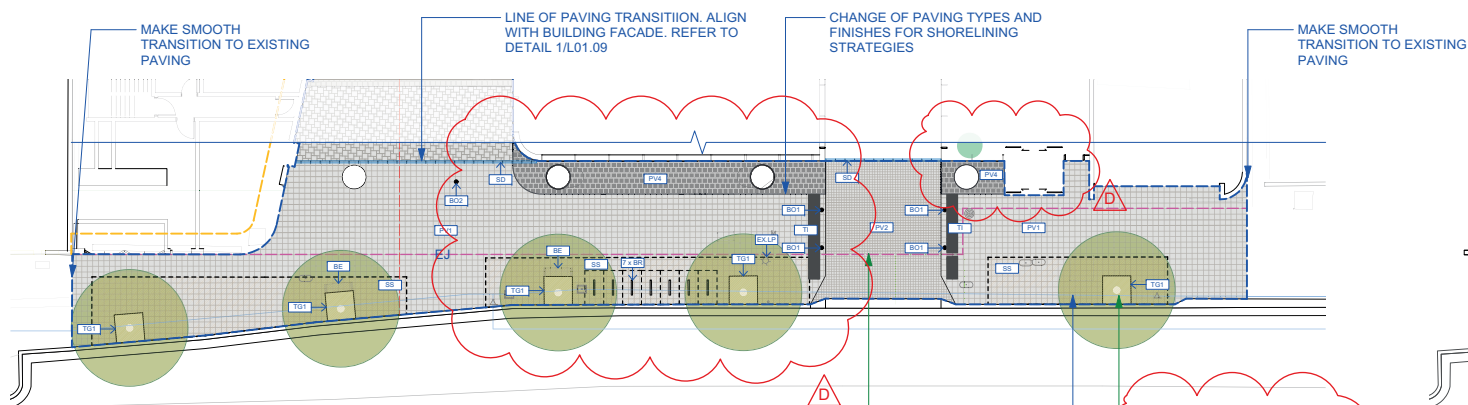 MAKE SMOOTH
TRANSITION TO EXISTING
PAVING
LINE OF PAVING TRANSITIION. ALIGN
WITH BUILDING FACADE. REFER TO
DETAIL 1/L01.09
CHANGE OF PAVING TYPES AND
FINISHES FOR SHORELINING
STRATEGIES
MAKE SMOOTH
TRANSITION TO EXISTING
PAVING
SD
PV4
SD
PV4
BO2
BO1
BO1
D
PV1
TI
PV2
TI
PV1
EJ
BE
EX.LP
BO1
BO1
BE
SS
7 x BR
TG1
SS
SS
TG1
TG1
TG1
TG1
D